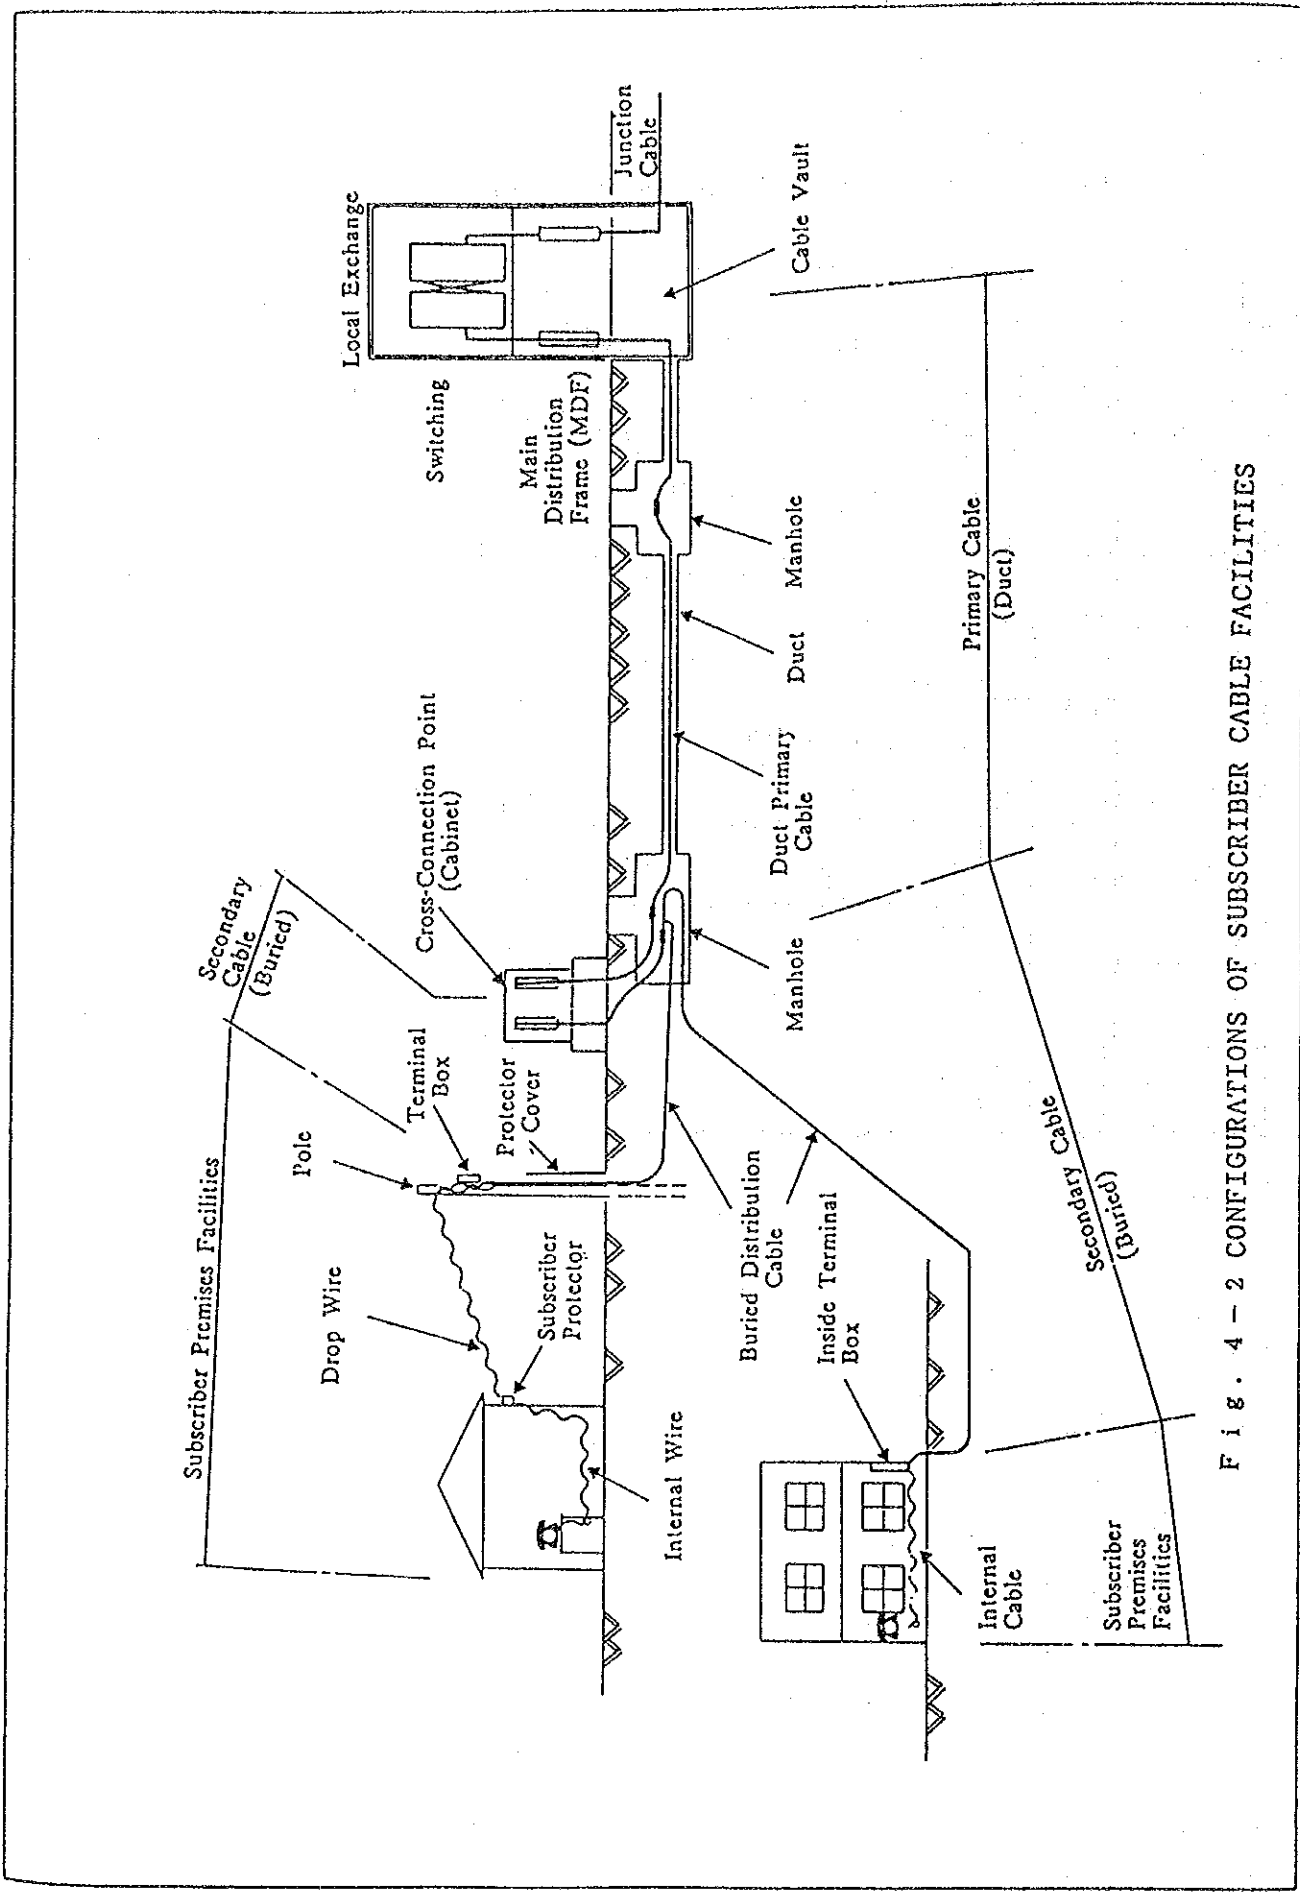 Subscriber Premises Facilities
Secondary
Cable
(Buried)
Local Exchange
Pole
Terminal
Box
Cross-Connection Point
(Cabinet)
Switching
Drop Wire
Protector
Cover
Main
Distribution
Frame (MDF)
Junction
Cable
Subscriber
Protector
Internal Wire
Buried Distribution
Cable
Manhole
Duct Primary
Cable
Duct
Manhole
Cable Vault
Inside Terminal
Box
Internal
Cable
Primary Cable
(Duct)
Secondary Cable
(Buried)
Subscriber
Premises
Facilities
Fig. 4-2 CONFIGURATIONS OF SUBSCRIBER CABLE FACILITIES